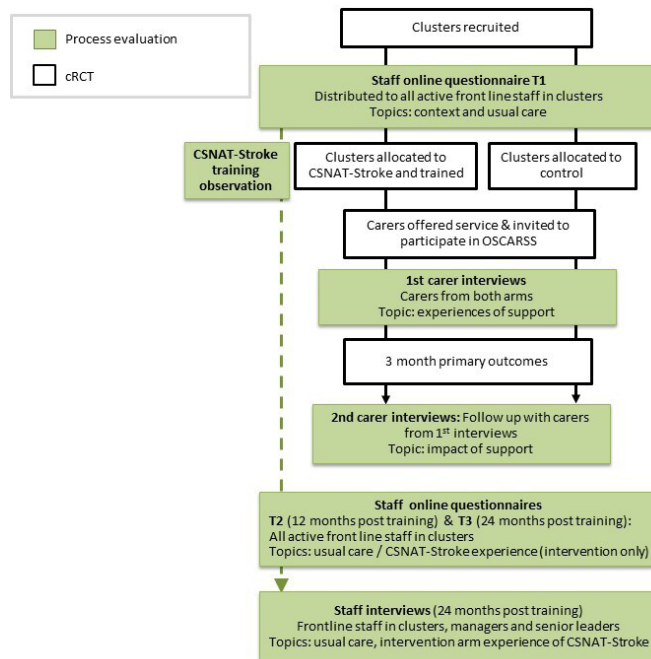 Process evaluation
cRCT
Clusters recruited
Staff online questionnaire T1
Distributed to all active front line staff in clusters
Topics: context and usual care
CSNAT-Stroke
training
observation
Clusters allocated to
CSNAT-Stroke and trained
Clusters allocated to
control
Carers offered service & invited to
participate in OSCARSS
1st carer interviews
Carers from both arms
Topic: experiences of support
3 month primary outcomes
2nd carer interviews: Follow up with carers
from 1st interviews
Topic: impact of support
Staff online questionnaires
T2 (12 months post training) & T3 (24 months post training):
All active front line staff in clusters
Topics: usual care / CSNAT-Stroke experience (intervention only)
Staff interviews (24 months post training)
Frontline staff in clusters, managers and senior leaders
Topics: usual care, intervention arm experience of CSNAT-Stroke